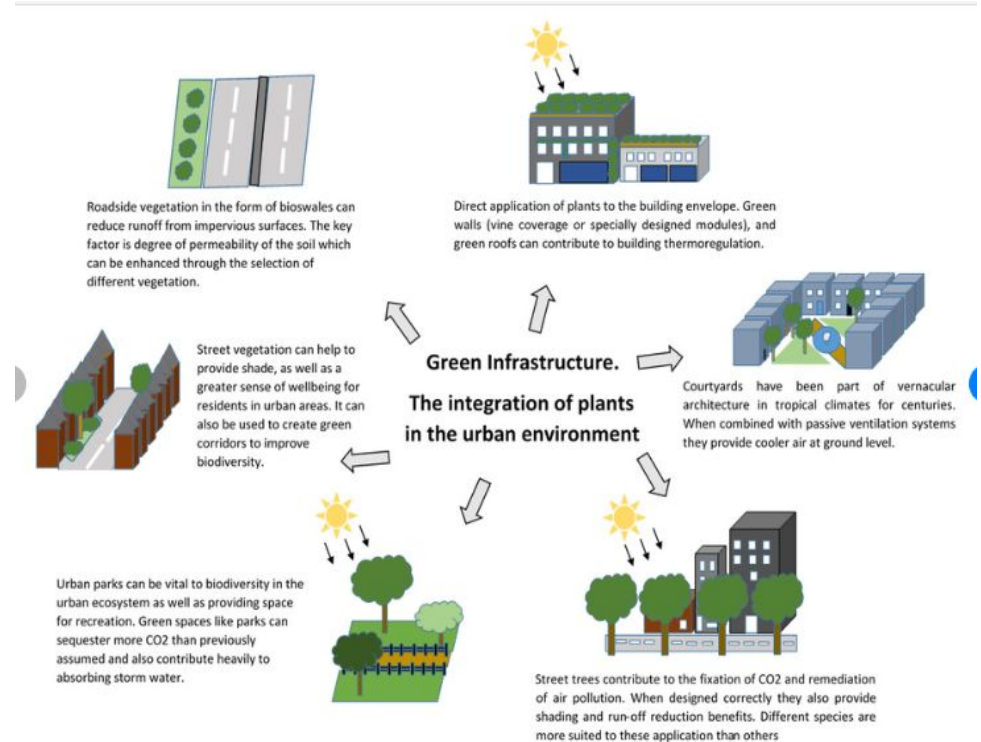 Roadside vegetation in the form of bioswales can
reduce runoff from impervious surfaces. The key
factor is degree of permeability of the soil which
can be enhanced through the selection of
different vegetation.
Direct application of plants to the building envelope. Green
walls (vine coverage or specially designed modules), and
green roofs can contribute to building thermoregulation.
Street vegetation can help to
provide shade, as well as a
greater sense of wellbeing for
residents in urban areas. It can
also be used to create green
corridors to improve
biodiversity.
Green Infrastructure.
The integration of plants
in the urban environment
Courtyards have been part of vernacular
architecture in tropical climates for centuries.
When combined with passive ventilation systems
they provide cooler air at ground level.
Urban parks can be vital to biodiversity in the
urban ecosystem as well as providing space
for recreation. Green spaces like parks can
sequester more CO2 than previously
assumed and also contribute heavily to
absorbing storm water.
Street trees contribute to the fixation of CO2 and remediation
of air pollution. When designed correctly they also provide
shading and run-off reduction benefits. Different species are
more suited to these application than others